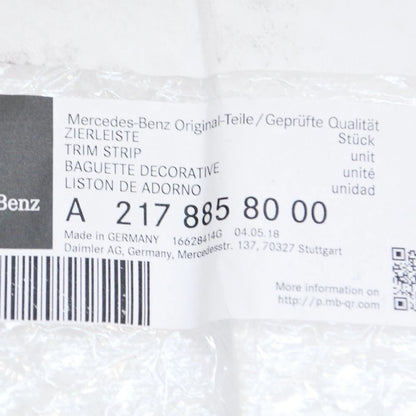 Mercedes-Benz Original-Teile/Geprüfte Qualität
ZIERLEISTE Stück
TRIM STRIP unit
BAGUETTE DECORATIVE unité
LISTON DE ADORNO unidad
Benz
A 217 885 80 00
Made in GERMANY 16628414G 04.05.18
Daimler AG, Germany, Mercedesstr. 137, 70327 Stuttgart
More information on
http://p.mb-qr.com/